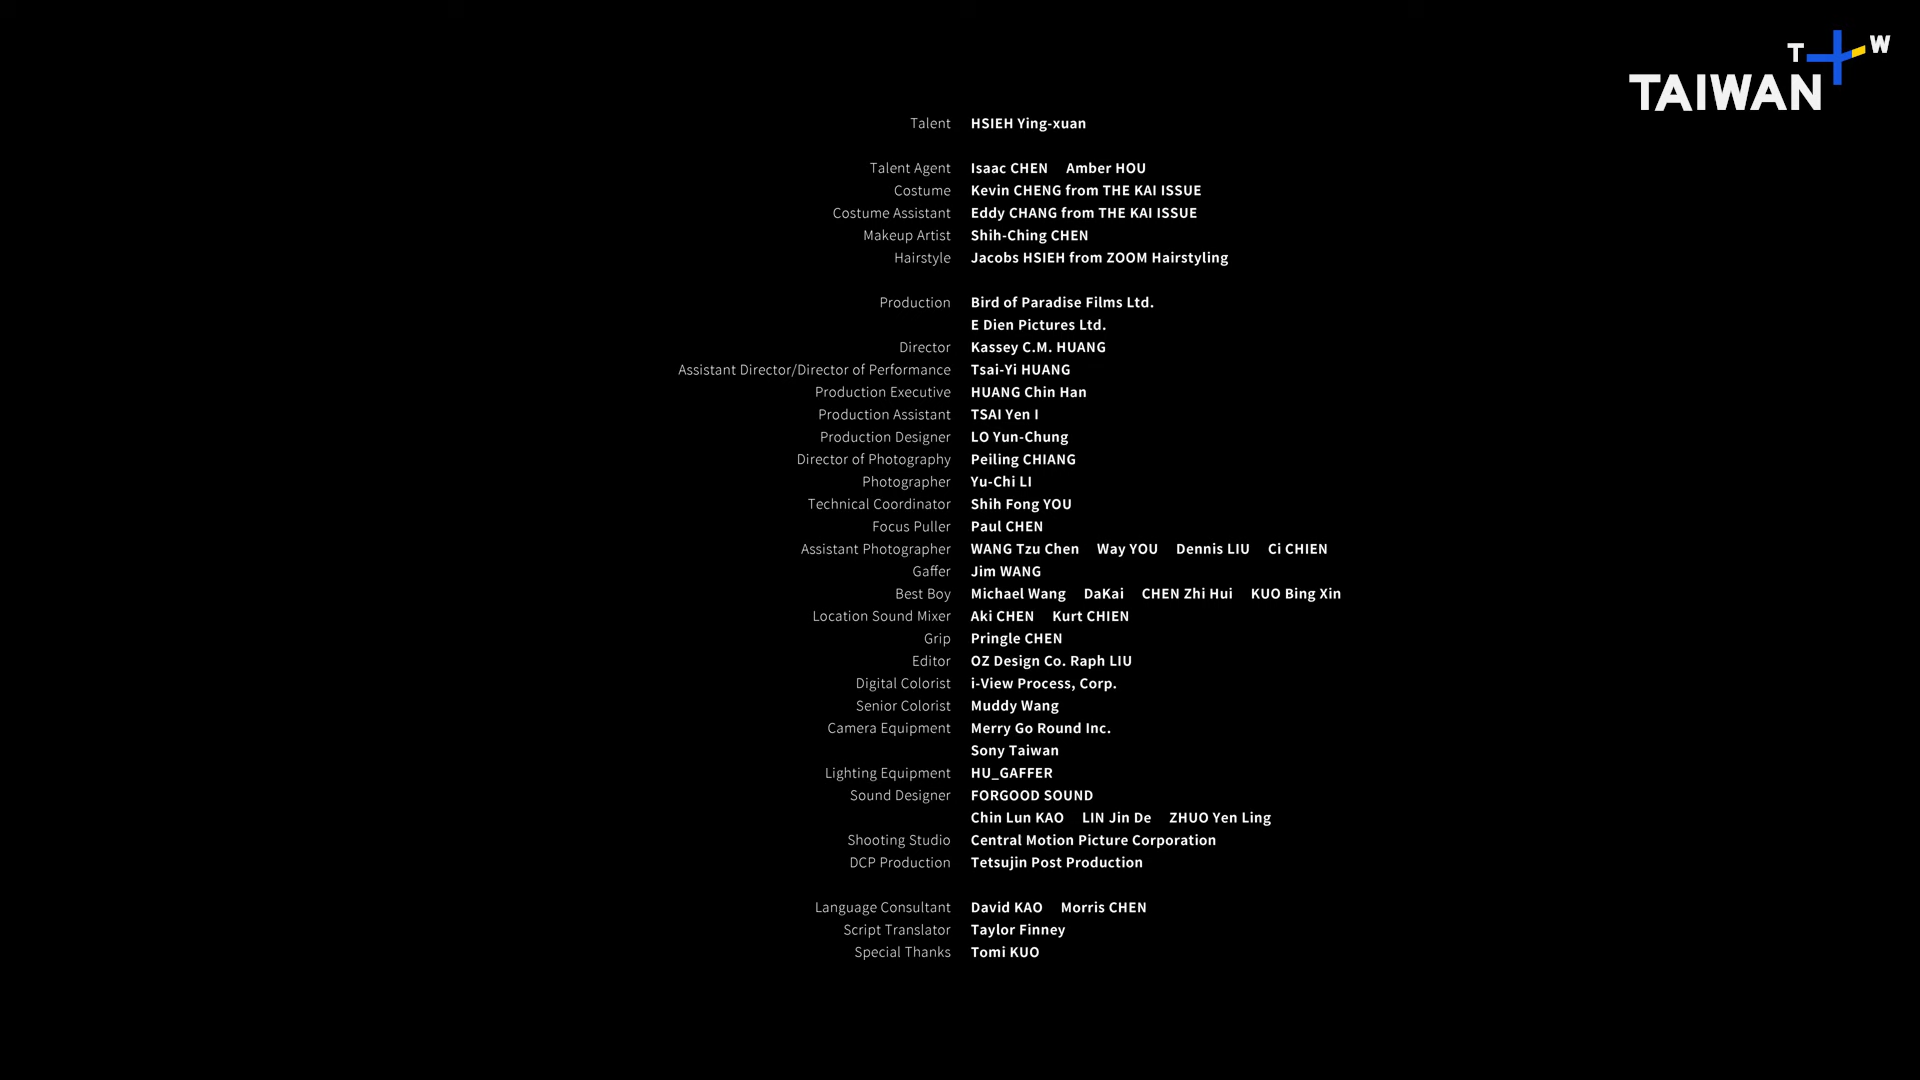 T W
TAIWAN
Talent HSIEH Ying-xuan
Talent Agent Isaac CHEN Amber HOU
Costume Kevin CHENG from THE KAI ISSUE
Costume Assistant Eddy CHANG from THE KAI ISSUE
Makeup Artist Shih-Ching CHEN
Hairstyle Jacobs HSIEH from ZOOM Hairstyling
Production Bird of Paradise Films Ltd.
E Dien Pictures Ltd.
Director Kassey C.M. HUANG
Assistant Director/Director of Performance Tsai-Yi HUANG
Production Executive HUANG Chin Han
Production Assistant TSAI Yen I
Production Designer LO Yun-Chung
Director of Photography Peiling CHIANG
Photographer Yu-Chi LI
Technical Coordinator Shih Fong YOU
Focus Puller Paul CHEN
Assistant Photographer WANG Tzu Chen Way YOU Dennis LIU Ci CHIEN
Gaffer Jim WANG
Best Boy Michael Wang DaKai CHEN Zhi Hui KUO Bing Xin
Location Sound Mixer Aki CHEN Kurt CHIEN
Grip Pringle CHEN
Editor OZ Design Co. Raph LIU
Digital Colorist i-View Process, Corp.
Senior Colorist Muddy Wang
Camera Equipment Merry Go Round Inc.
Sony Taiwan
Lighting Equipment HU_GAFFER
Sound Designer FORGOOD SOUND
Chin Lun KAO LIN Jin De ZHUO Yen Ling
Shooting Studio Central Motion Picture Corporation
DCP Production Tetsujin Post Production
Language Consultant David KAO Morris CHEN
Script Translator Taylor Finney
Special Thanks Tomi KUO